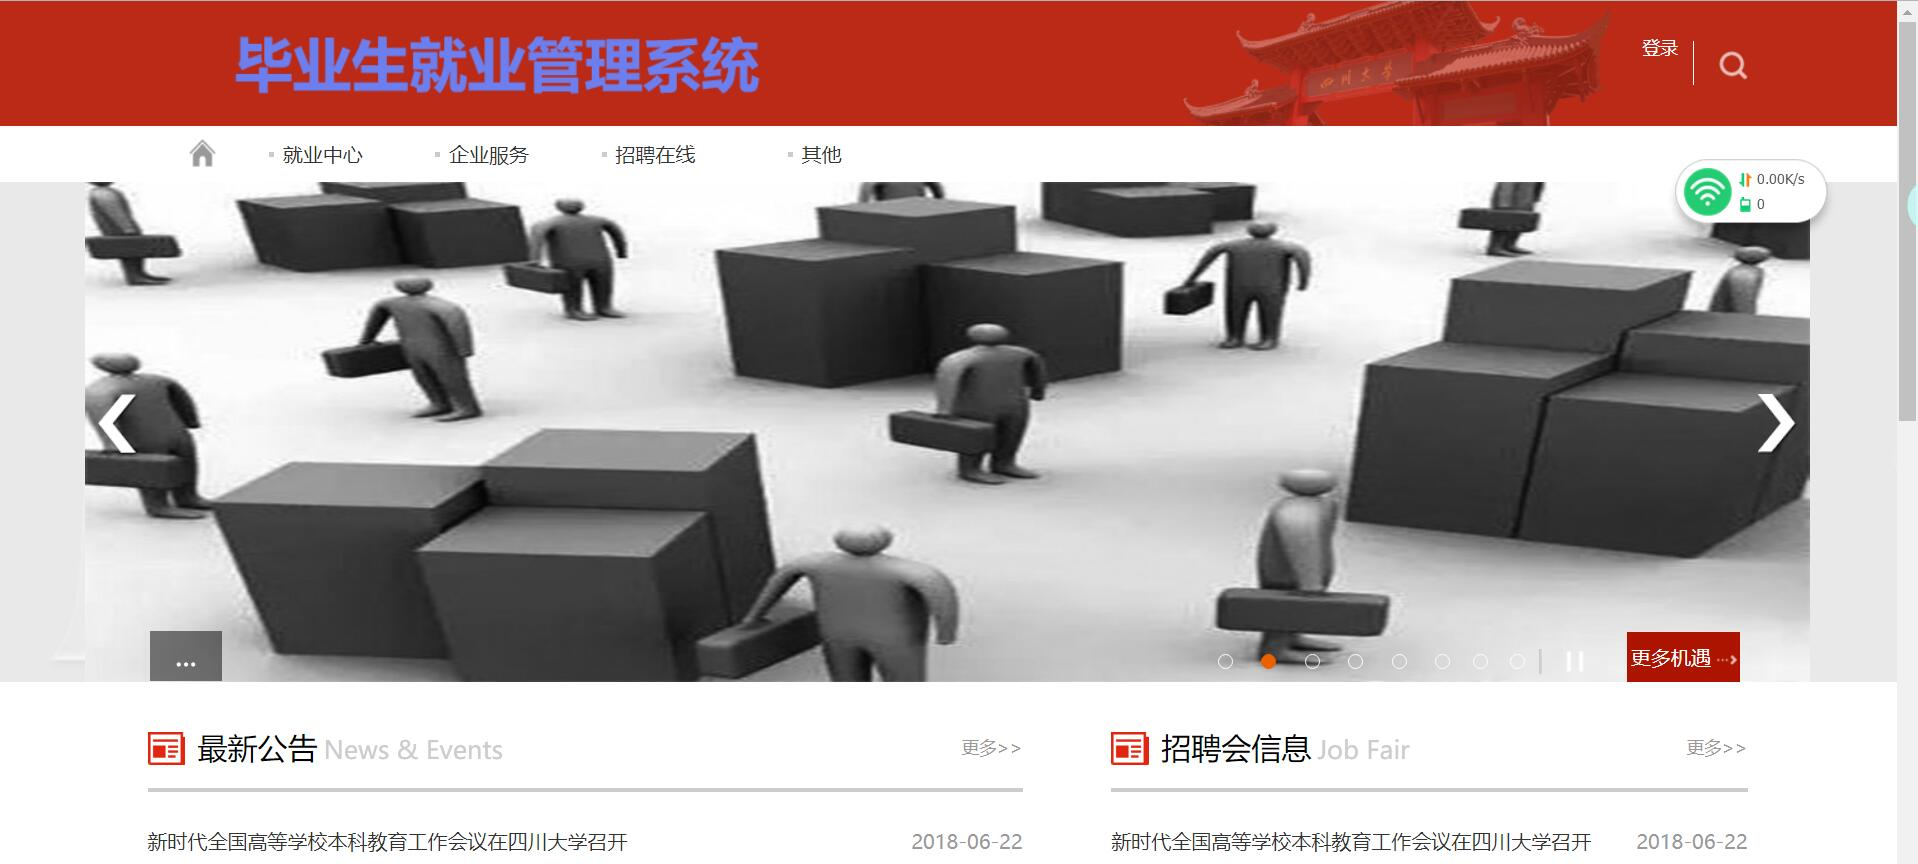 毕业生就业管理系统
四川大学
登录
就业中心
企业服务
招聘在线
其他
0.00K/s
0
...
更多机遇
最新公告 News & Events
更多>>
招聘会信息 Job Fair
更多>>
新时代全国高等学校本科教育工作会议在四川大学召开 2018-06-22
新时代全国高等学校本科教育工作会议在四川大学召开 2018-06-22